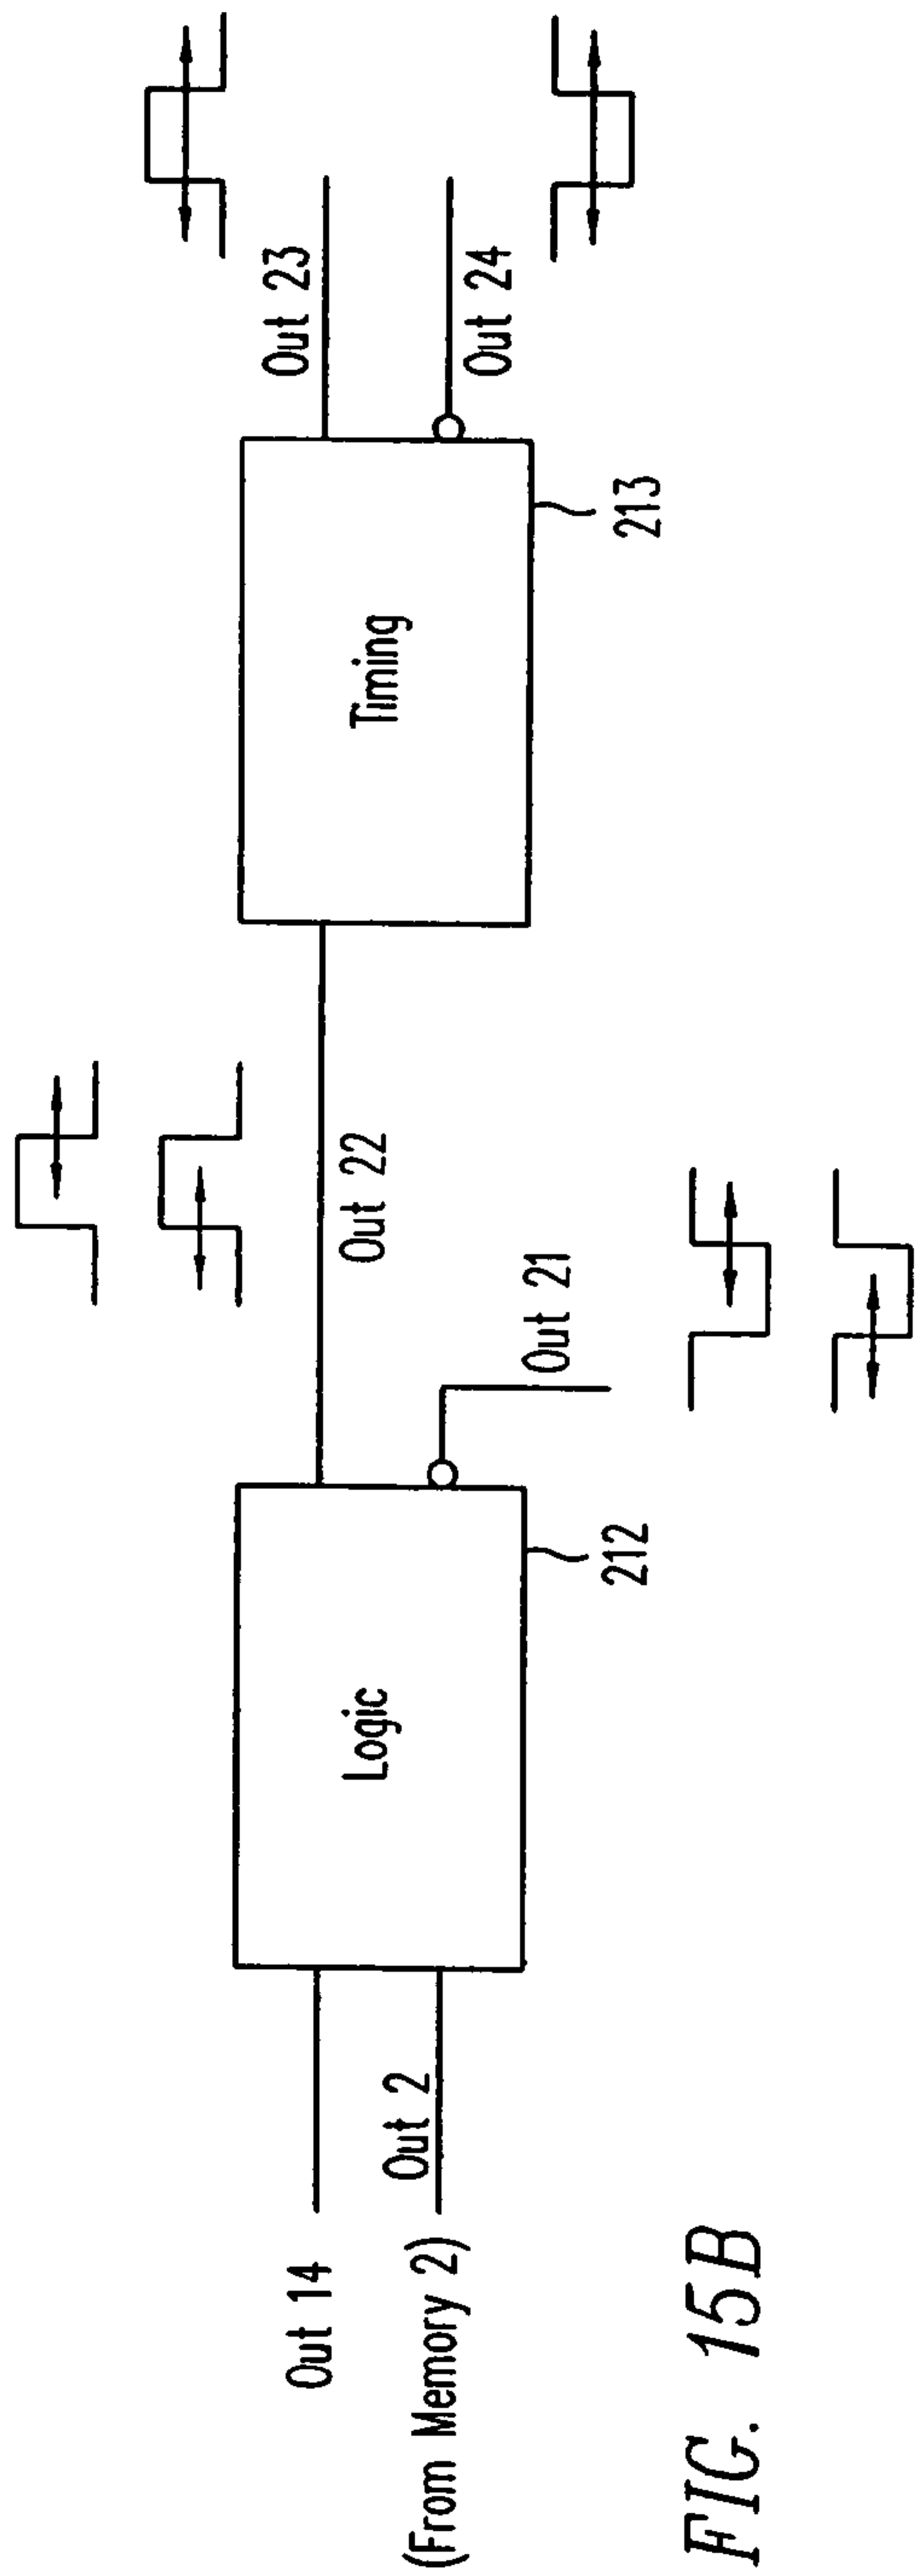 Out 14
Out 2
(From Memory 2)
Logic
212
Out 21
Out 22
Timing
213
Out 23
Out 24
FIG. 15B